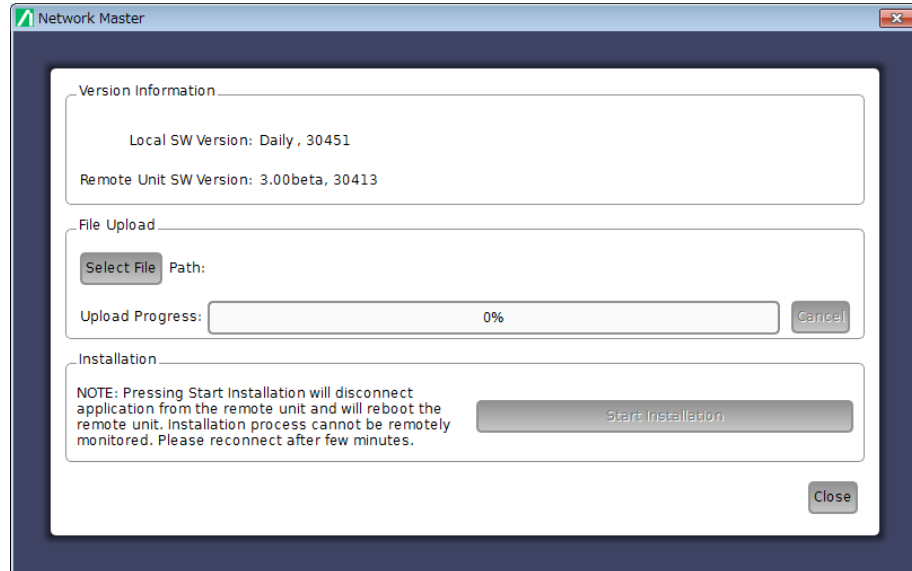 Network Master
Version Information
Local SW Version: Daily , 30451
Remote Unit SW Version: 3.00beta, 30413
File Upload
Select File Path:
Upload Progress: 0% Cancel
Installation
NOTE: Pressing Start Installation will disconnect
application from the remote unit and will reboot the
remote unit. Installation process cannot be remotely
monitored. Please reconnect after few minutes.
Start Installation
Close